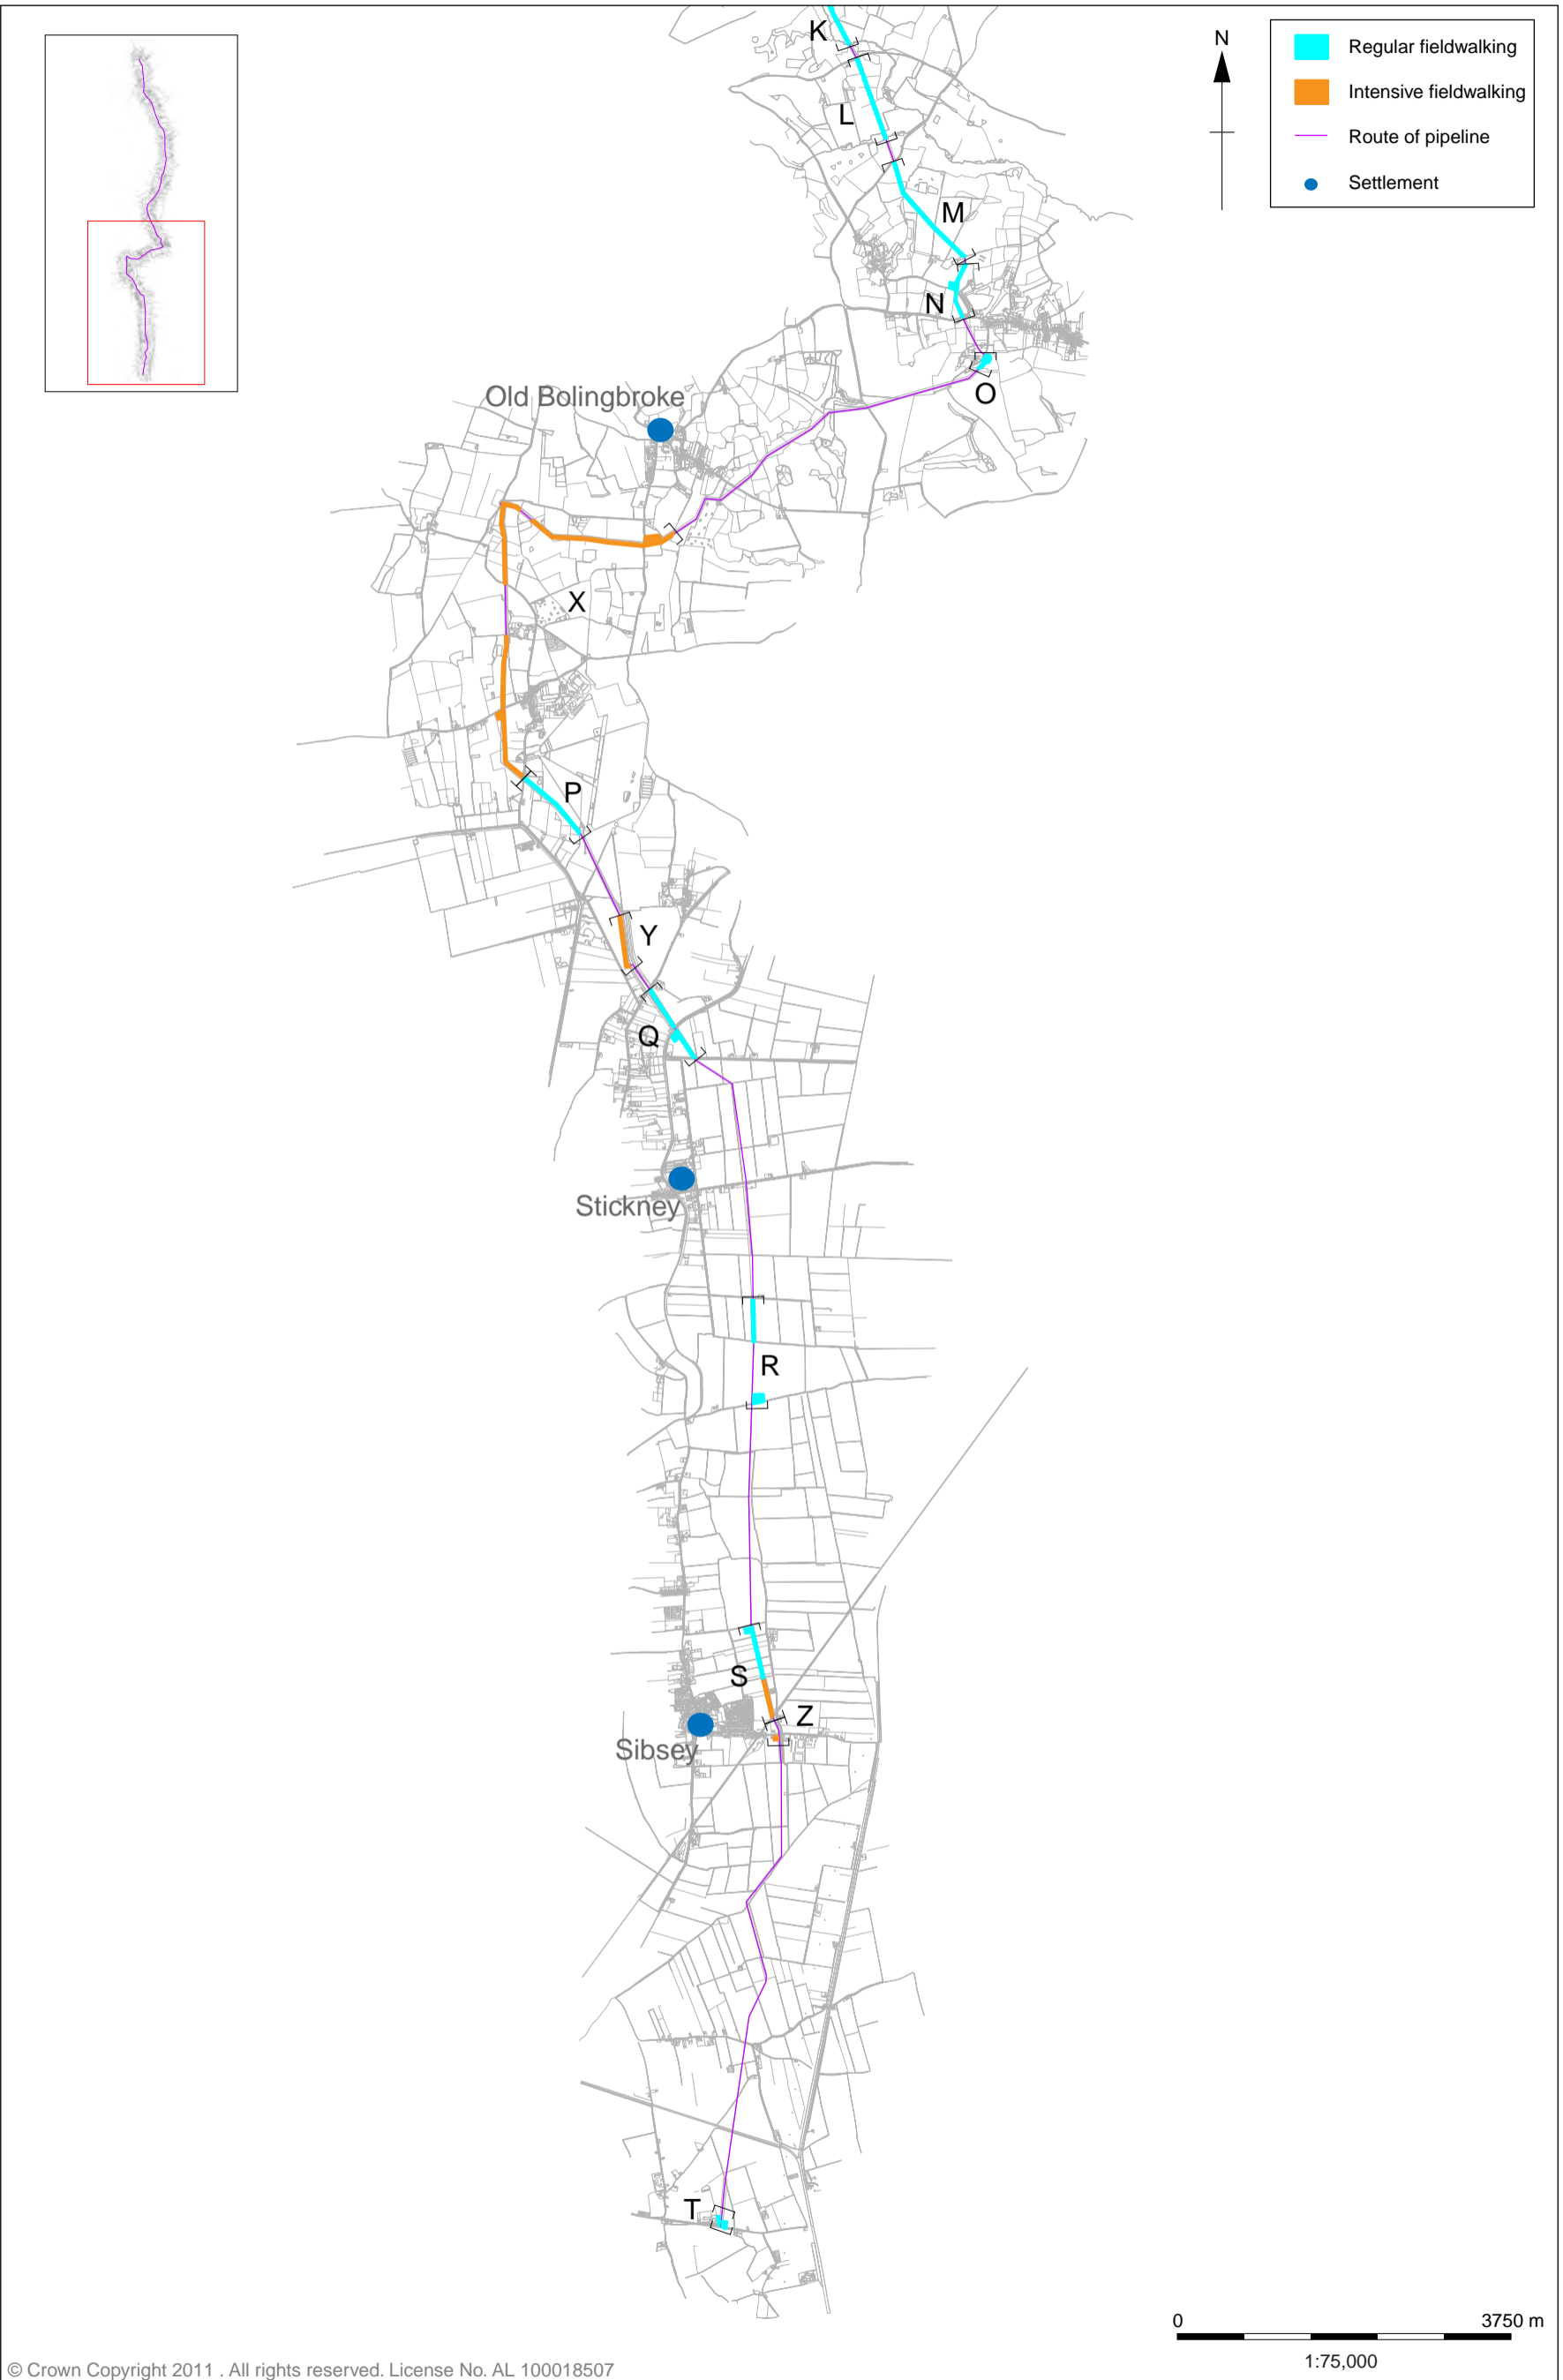 K
N
Regular fieldwalking
Intensive fieldwalking
Route of pipeline
Settlement
L
M
N
O
Old Bolingbroke
X
P
Y
Q
Stickney
R
S
Z
Sibsey
T
0 3750 m
1:75,000
© Crown Copyright 2011 . All rights reserved. License No. AL 100018507